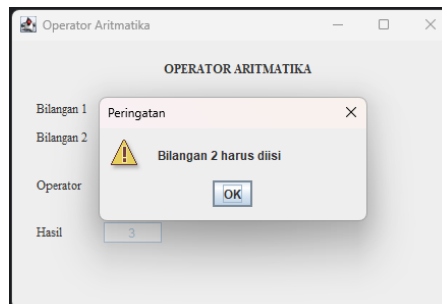 Operator Aritmatika
OPERATOR ARITMATIKA
Bilangan 1
Peringatan
Bilangan 2
Bilangan 2 harus diisi
Operator
OK
Hasil
3